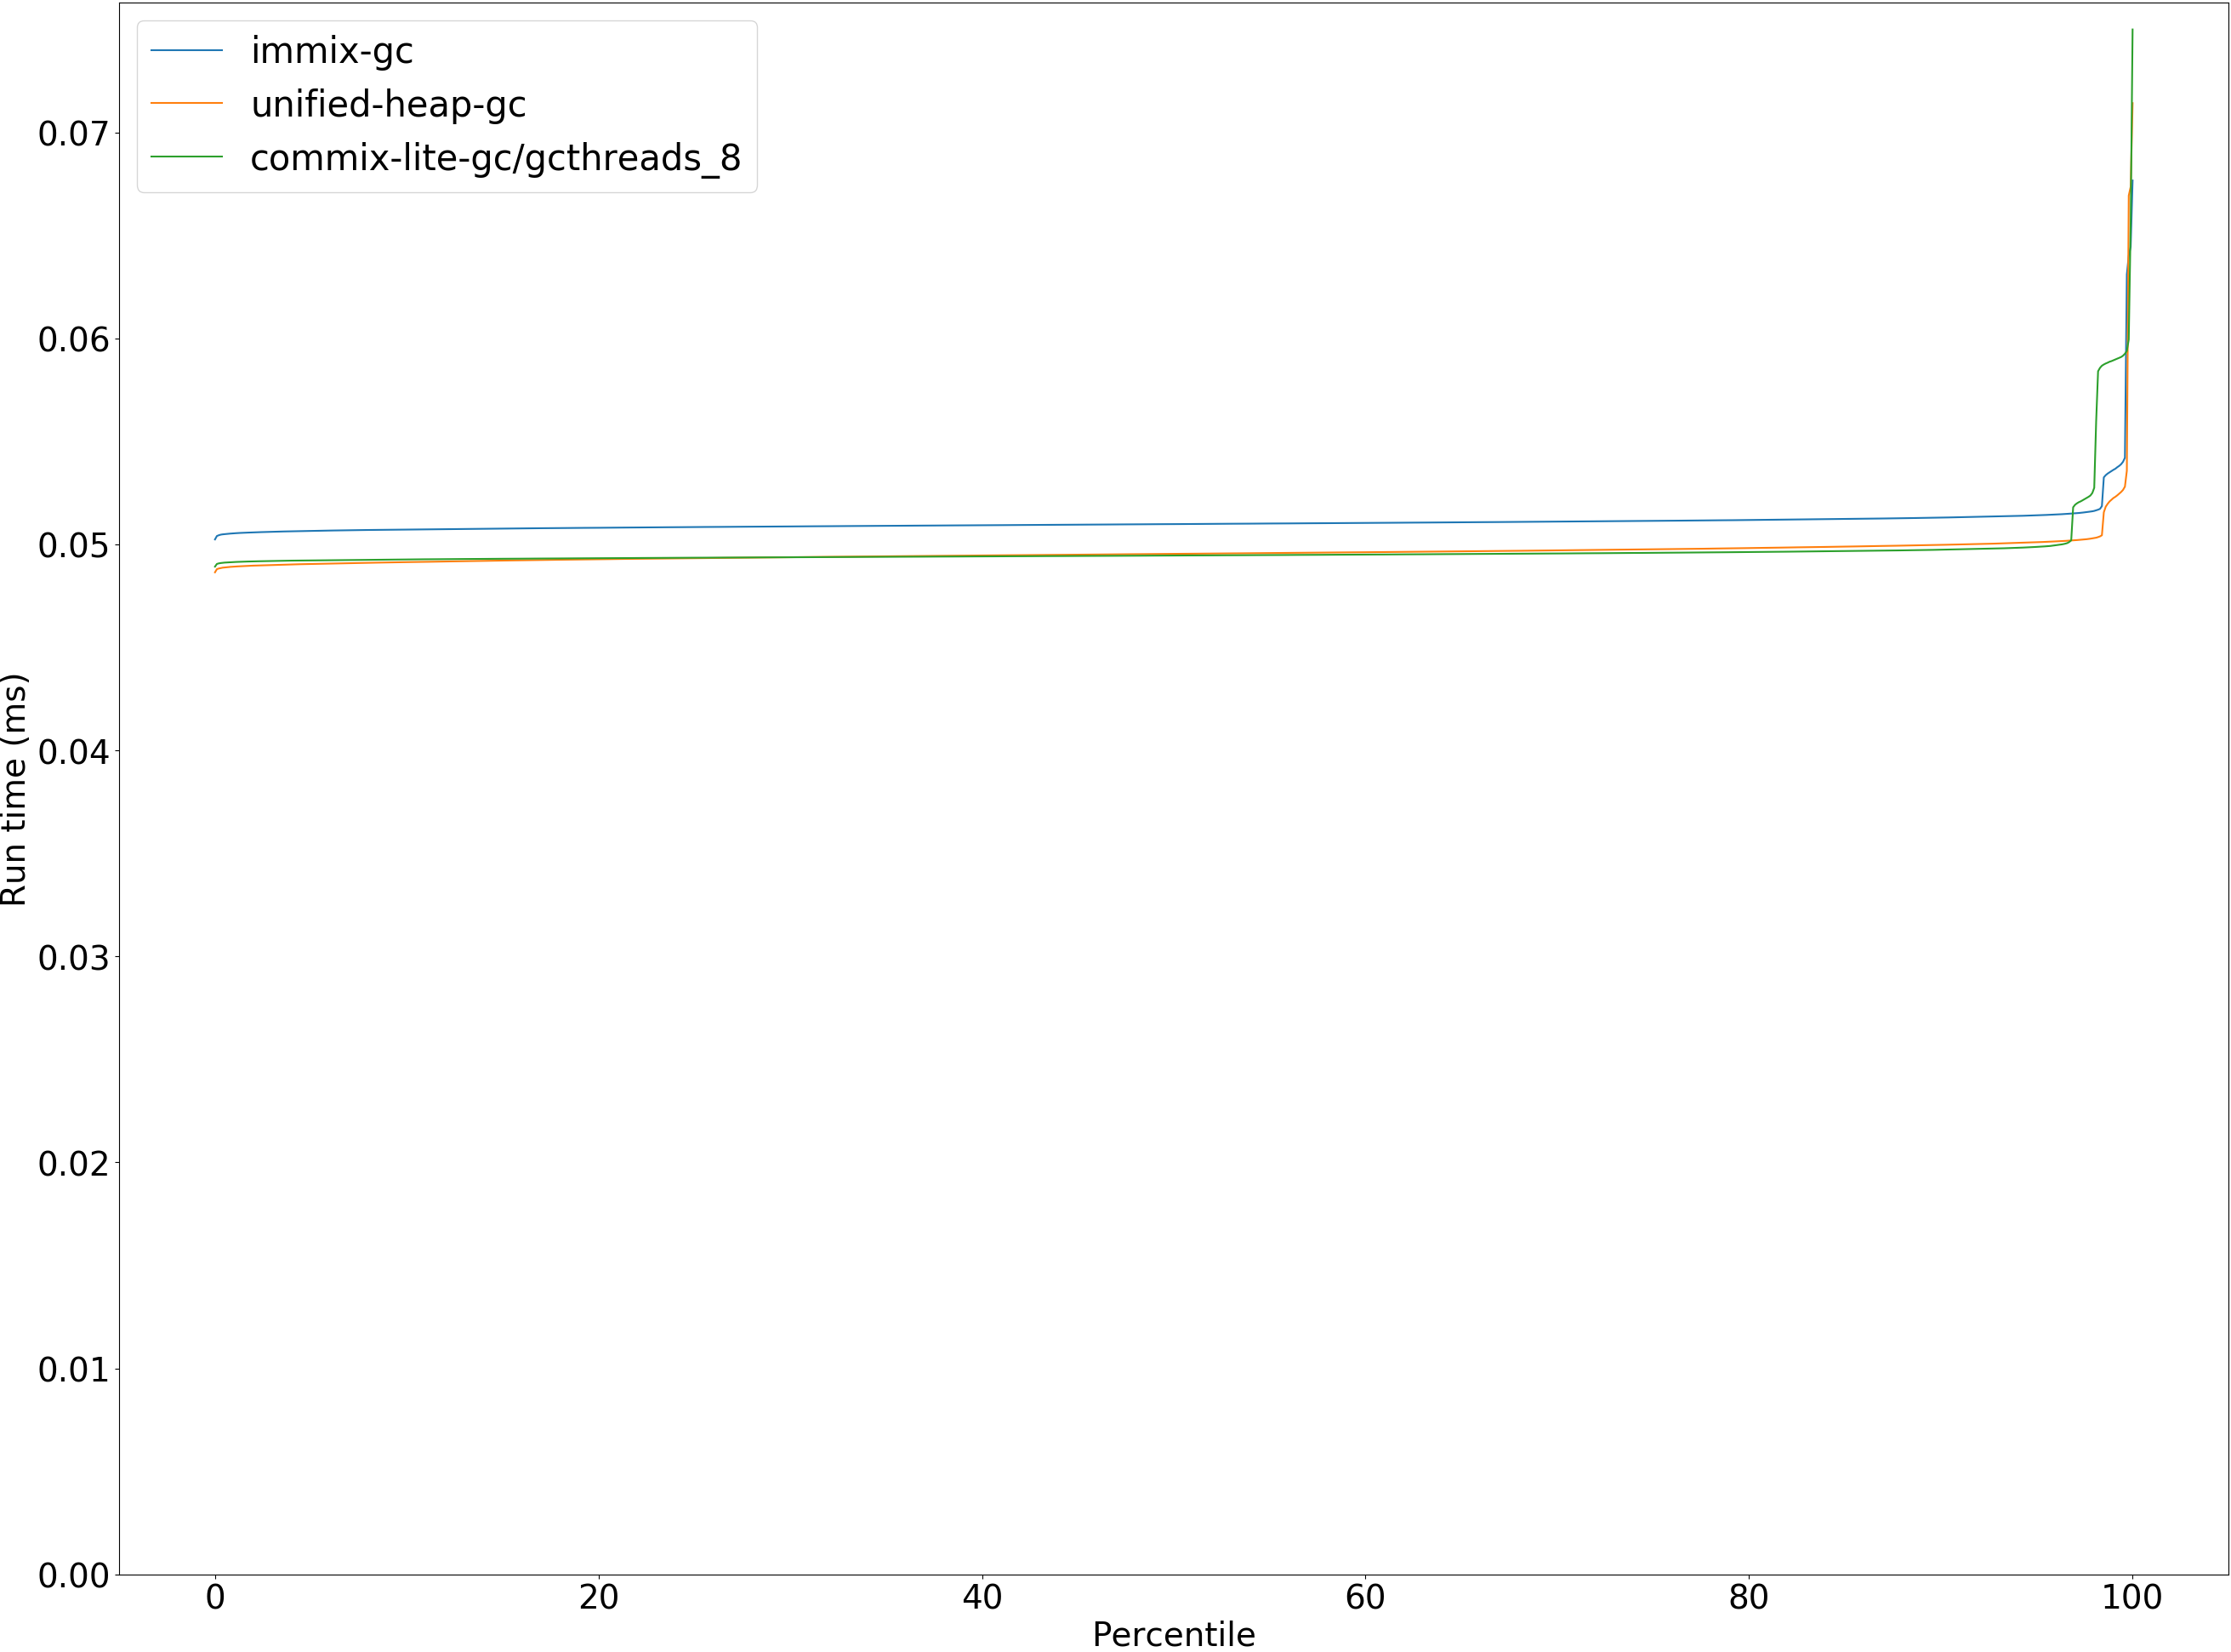 immix-gc
unified-heap-gc
commix-lite-gc/gcthreads_8
0.07
0.06
0.05
0.04
0.03
0.02
0.01
0.00
Run time (ms)
0 20 40 60 80 100
Percentile